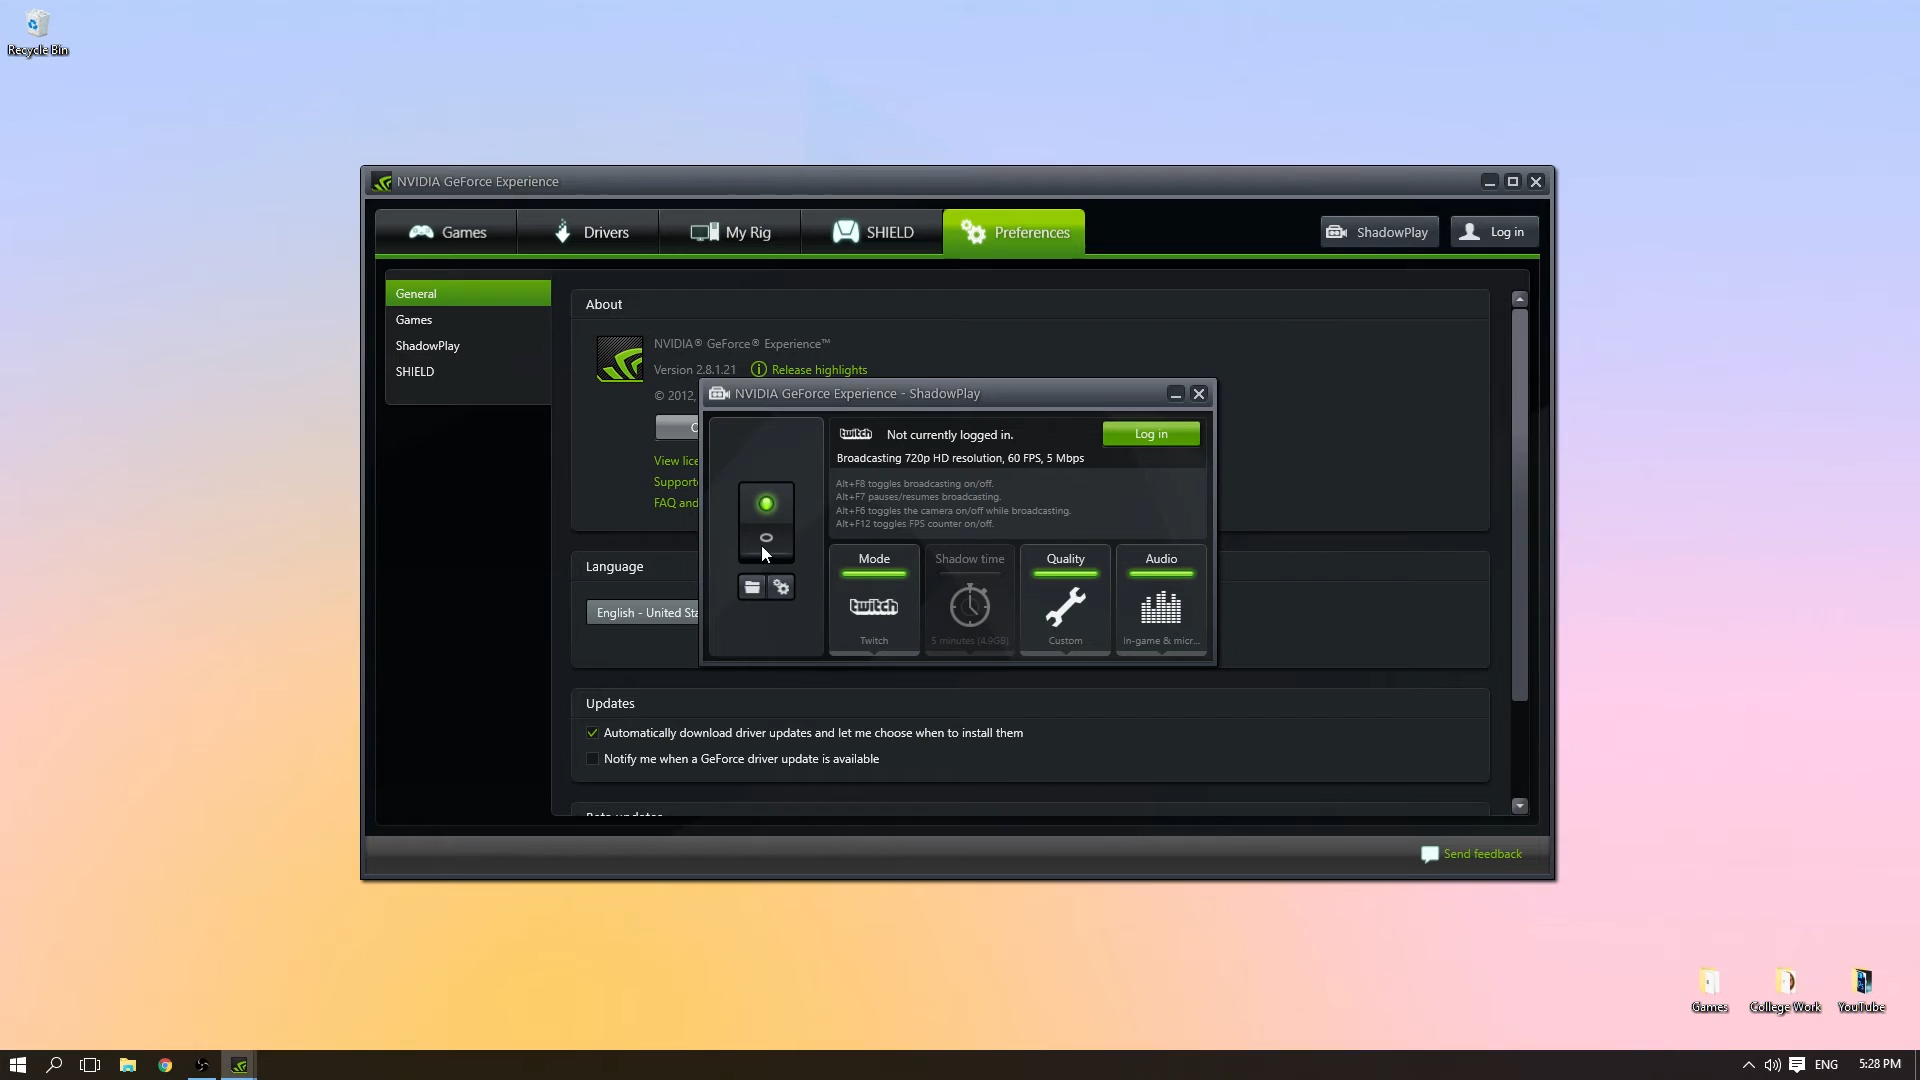 Recycle Bin
NVIDIA GeForce Experience
Games
Drivers
My Rig
SHIELD
Preferences
ShadowPlay
Log in
General
Games
ShadowPlay
SHIELD
About
NVIDIA® GeForce® Experience™
Version 2.8.1.21
Release highlights
© 2012,
C
View lice
Supporte
FAQ and
NVIDIA GeForce Experience - ShadowPlay
twitch
Not currently logged in.
Log in
Broadcasting 720p HD resolution, 60 FPS, 5 Mbps
Alt+F8 toggles broadcasting on/off.
Alt+F7 pauses/resumes broadcasting.
Alt+F6 toggles the camera on/off while broadcasting.
Alt+F12 toggles FPS counter on/off.
Mode
twitch
Twitch
Shadow time
5 minutes (4.9GB)
Quality
Custom
Audio
In-game & micr...
Language
English - United Sta
Updates
Automatically download driver updates and let me choose when to install them
Notify me when a GeForce driver update is available
Beta updates
Send feedback
Games
College Work
YouTube
ENG
5:28 PM